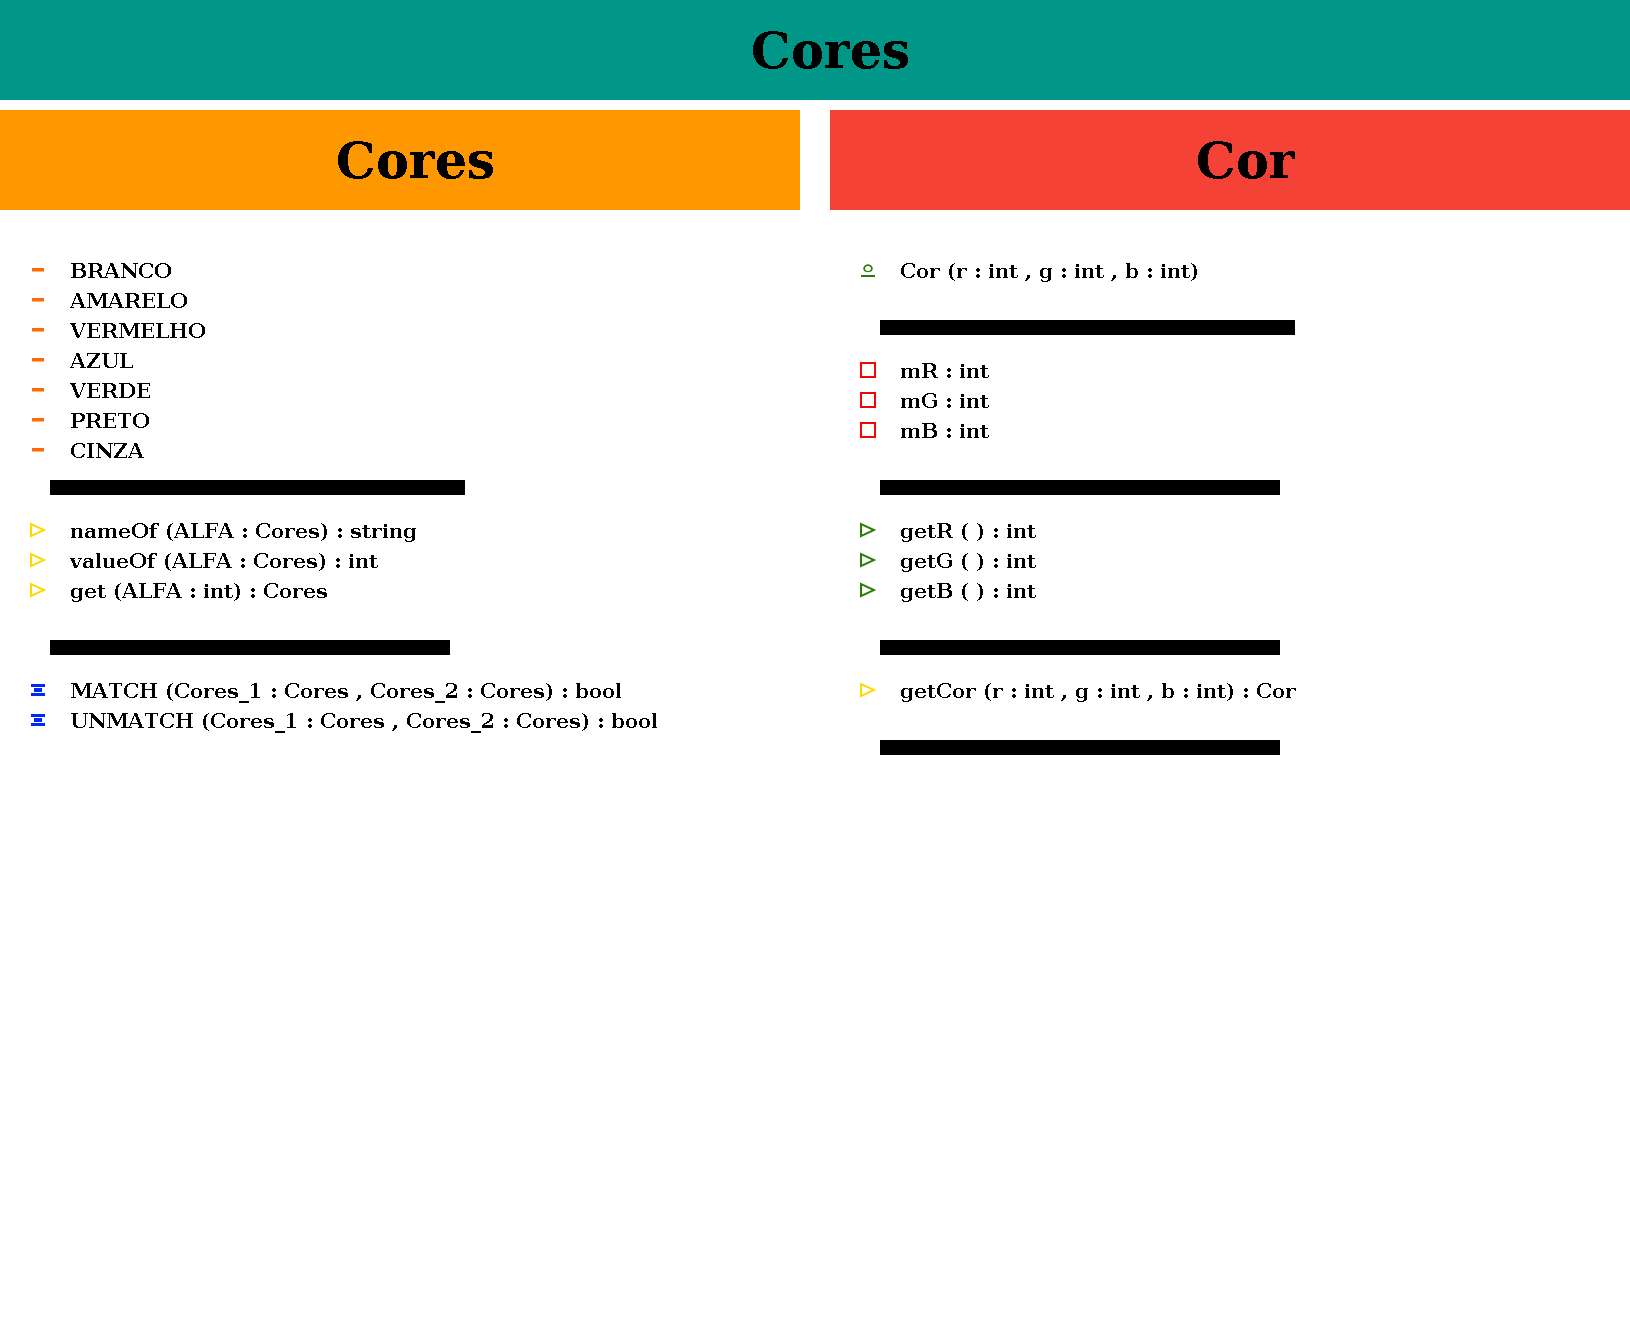 Cores
Cores
BRANCO
AMARELO
VERMELHO
AZUL
VERDE
PRETO
CINZA
nameOf (ALFA : Cores) : string
valueOf (ALFA : Cores) : int
get (ALFA : int) : Cores
MATCH (Cores_1 : Cores , Cores_2 : Cores) : bool
UNMATCH (Cores_1 : Cores , Cores_2 : Cores) : bool
Cor
Cor (r : int , g : int , b : int)
mR : int
mG : int
mB : int
getR ( ) : int
getG ( ) : int
getB ( ) : int
getCor (r : int , g : int , b : int) : Cor